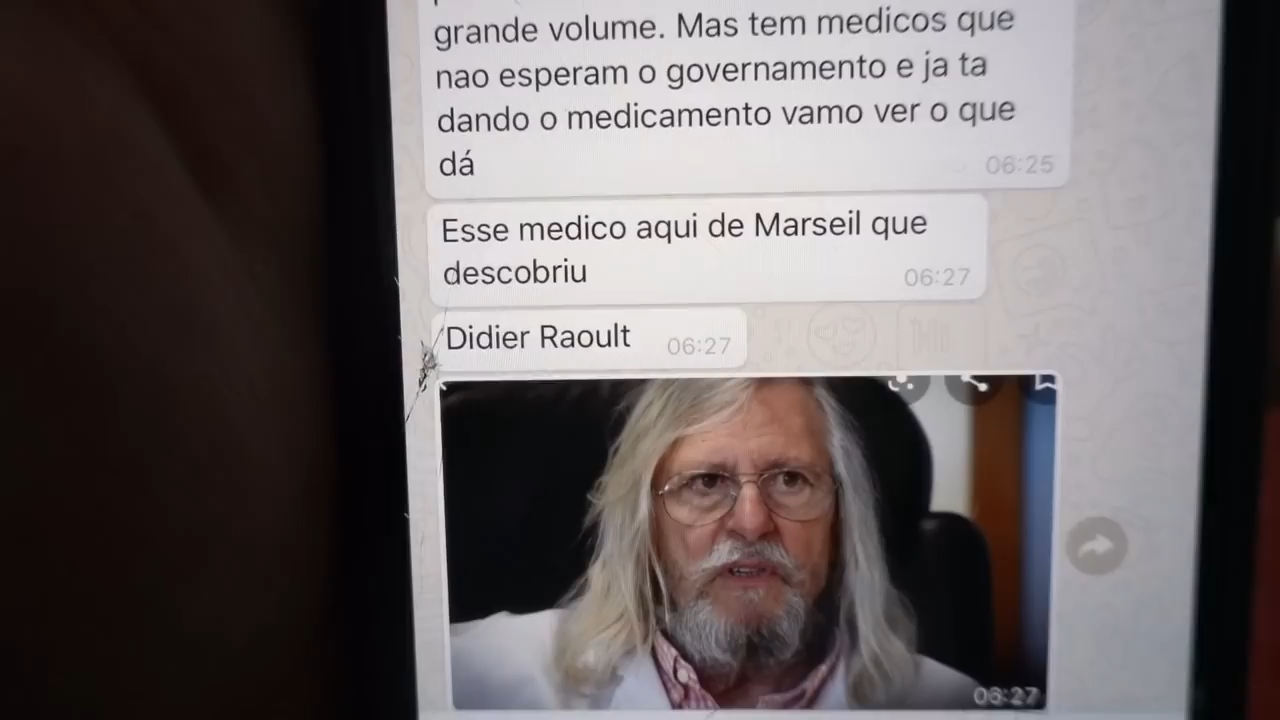 grande volume. Mas tem medicos que
nao esperam o governamento e ja ta
dando o medicamento vamo ver o que
dá
06:25
Esse medico aqui de Marseil que
descobriu
06:27
Didier Raoult
06:27
06:27